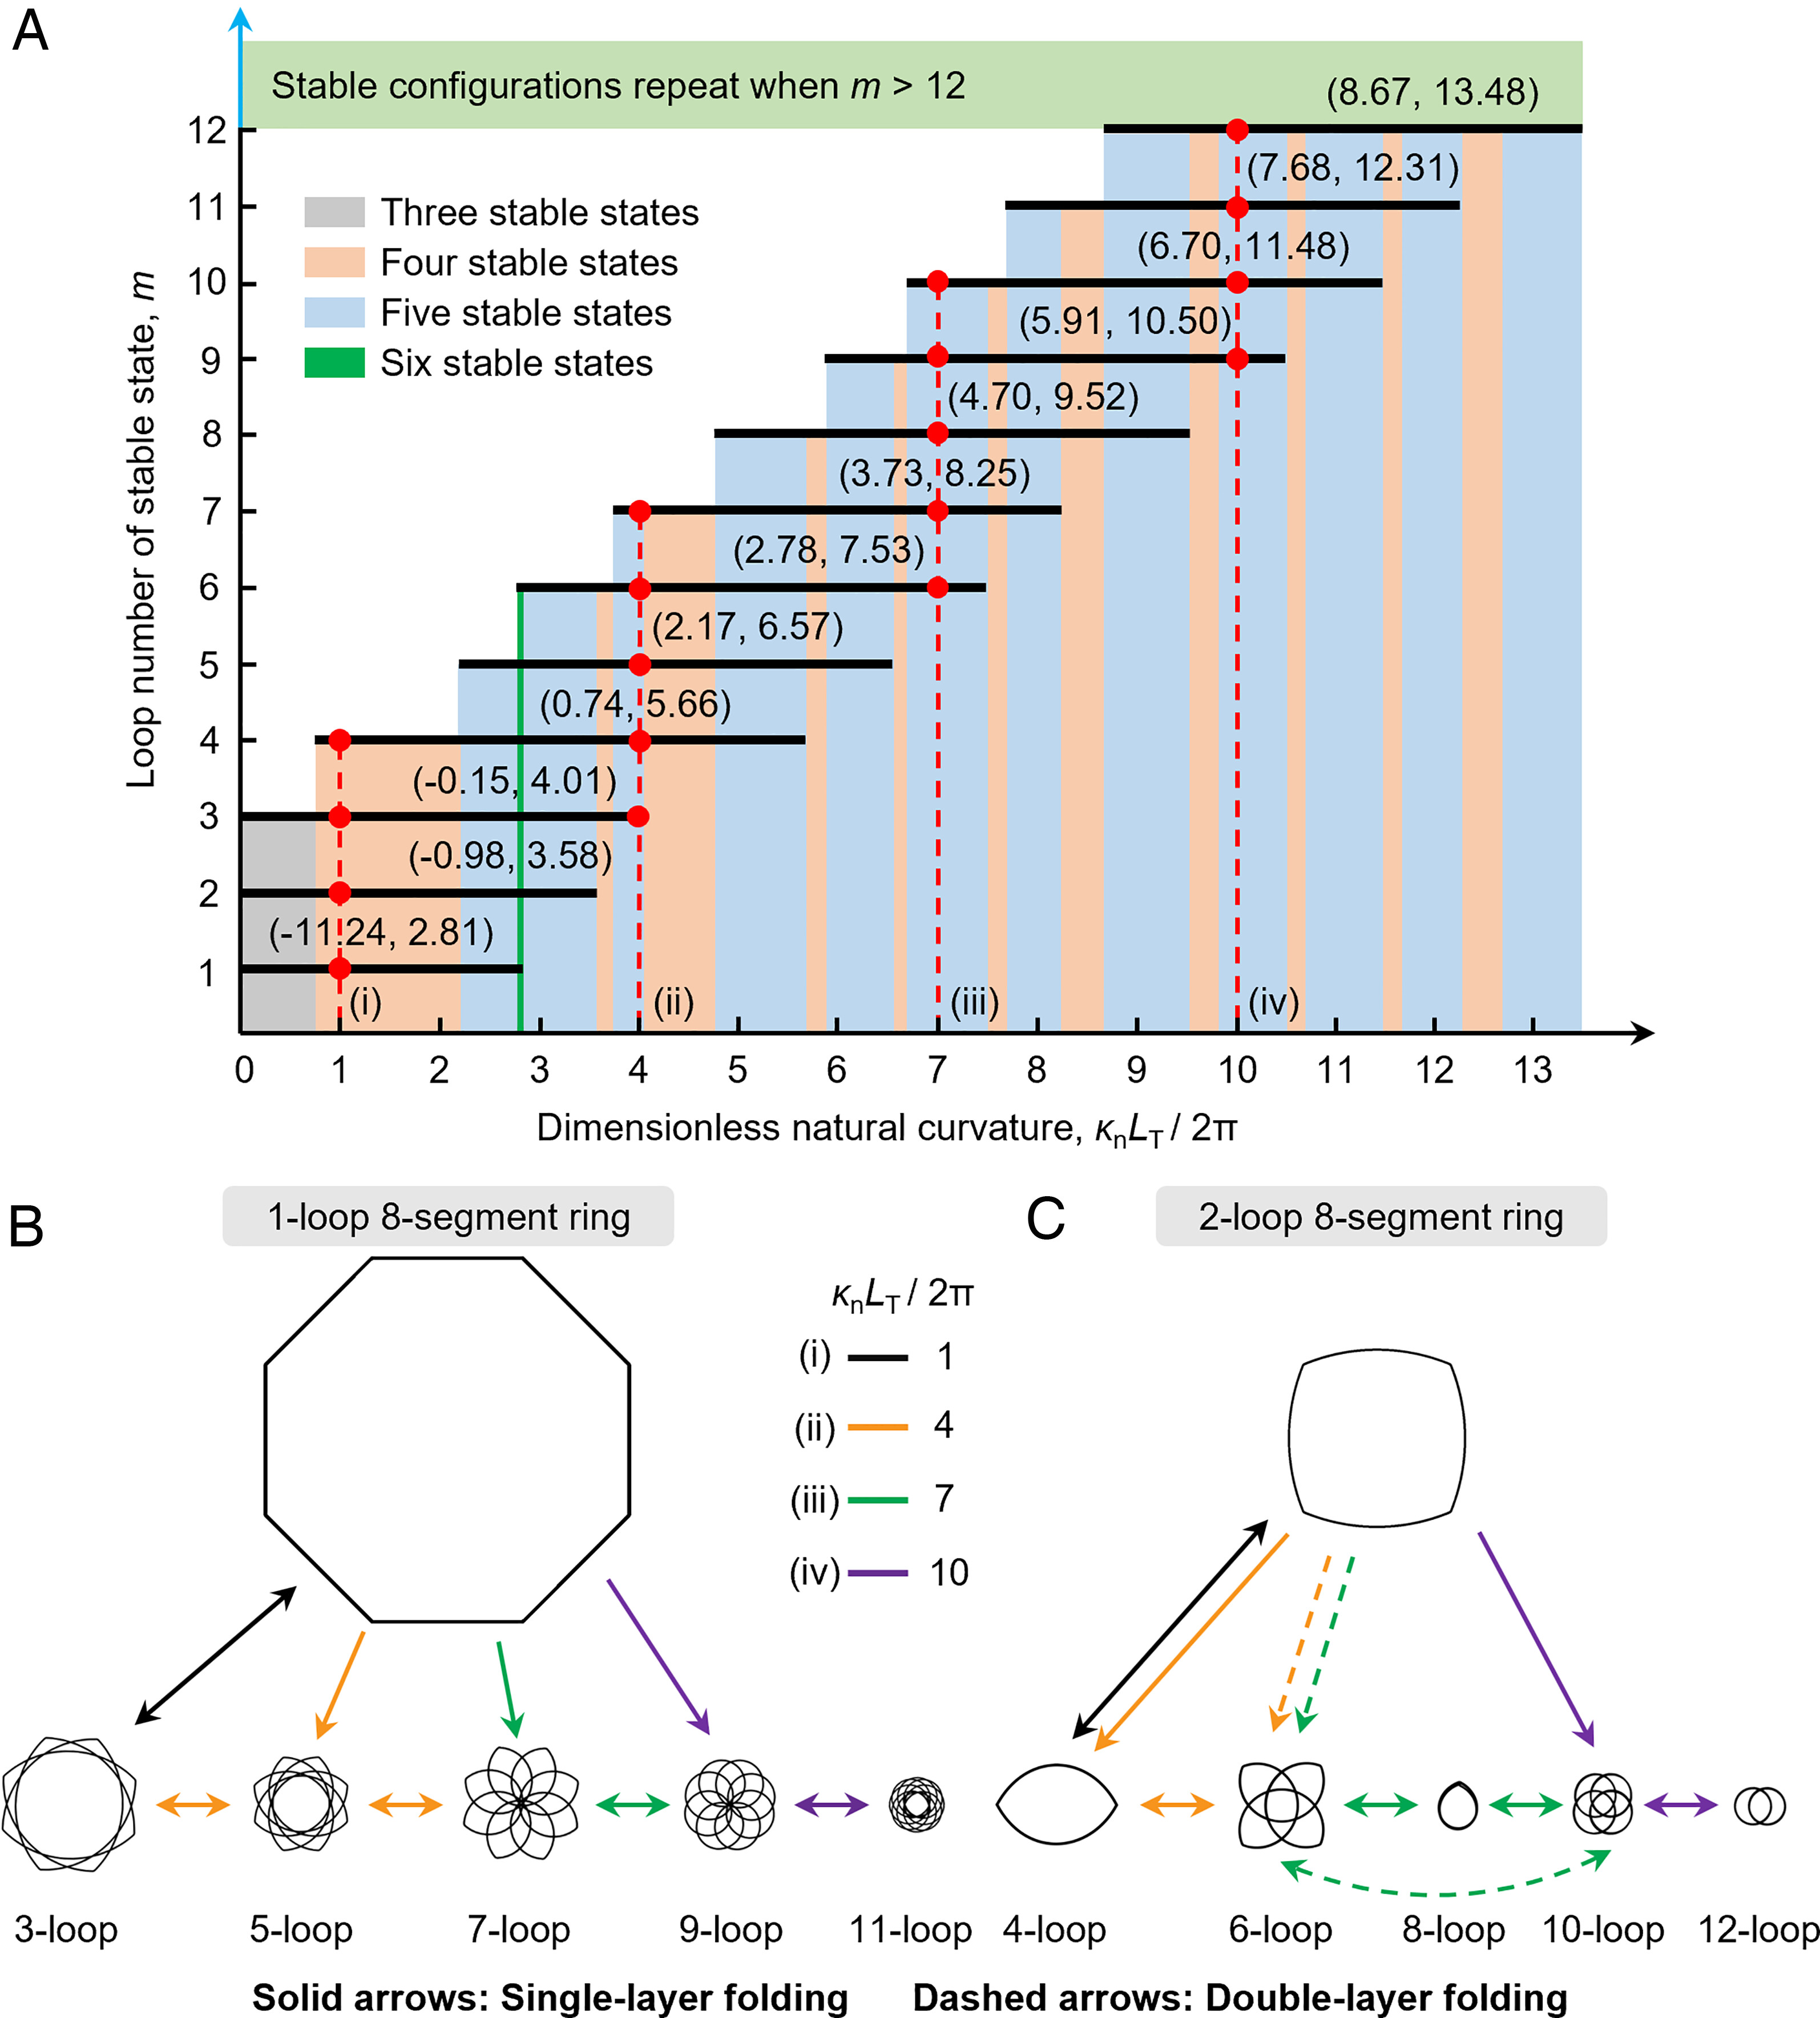 A
Stable configurations repeat when m > 12
(8.67, 13.48)
12
(7.68, 12.31)
11
Three stable states
(6.70, 11.48)
Four stable states
10
Five stable states
(5.91, 10.50)
Six stable states
9
(4.70, 9.52)
8
(3.73, 8.25)
7
(2.78, 7.53)
6
(2.17, 6.57)
5
(0.74, 5.66)
4
(-0.15, 4.01)
3
(-0.98, 3.58)
2
(-11.24, 2.81)
1
(i) (ii) (iii) (iv)
Loop number of stable state, m
0 1 2 3 4 5 6 7 8 9 10 11 12 13
Dimensionless natural curvature, κnLT / 2π
B
1-loop 8-segment ring
C
2-loop 8-segment ring
κnLT / 2π
(i) 1
(ii) 4
(iii) 7
(iv) 10
3-loop 5-loop 7-loop 9-loop 11-loop 4-loop 6-loop 8-loop 10-loop 12-loop
Solid arrows: Single-layer folding Dashed arrows: Double-layer folding